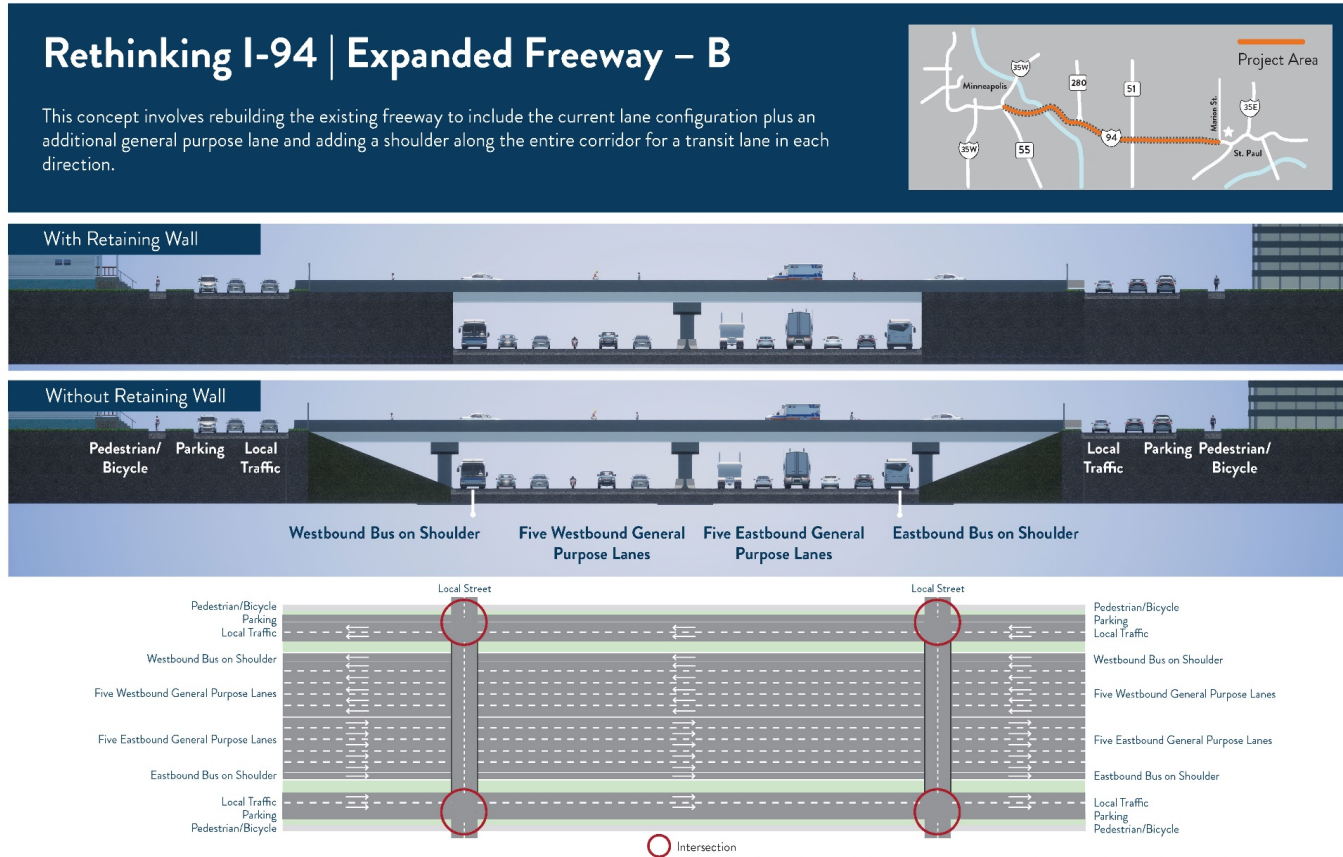 Rethinking I-94 | Expanded Freeway – B
This concept involves rebuilding the existing freeway to include the current lane configuration plus an
additional general purpose lane and adding a shoulder along the entire corridor for a transit lane in each
direction.
Project Area
Minneapolis
35W
280
51
Marion St.
35E
94
35W
55
St. Paul
With Retaining Wall
Without Retaining Wall
Pedestrian/
Bicycle
Parking
Local
Traffic
Local
Traffic
Parking
Pedestrian/
Bicycle
Westbound Bus on Shoulder
Five Westbound General
Purpose Lanes
Five Eastbound General
Purpose Lanes
Eastbound Bus on Shoulder
Local Street
Local Street
Pedestrian/Bicycle
Parking
Local Traffic
Westbound Bus on Shoulder
Five Westbound General Purpose Lanes
Five Eastbound General Purpose Lanes
Eastbound Bus on Shoulder
Local Traffic
Parking
Pedestrian/Bicycle
Pedestrian/Bicycle
Parking
Local Traffic
Westbound Bus on Shoulder
Five Westbound General Purpose Lanes
Five Eastbound General Purpose Lanes
Eastbound Bus on Shoulder
Local Traffic
Parking
Pedestrian/Bicycle
Intersection